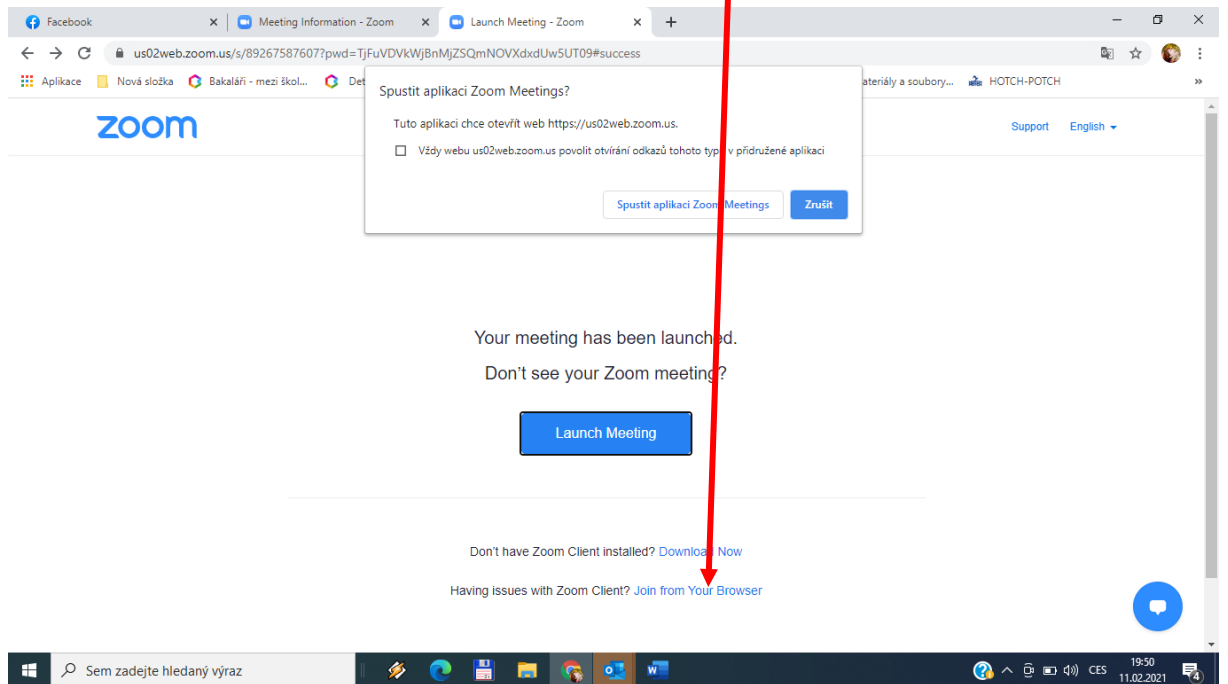 Facebook
Meeting Information - Zoom
Launch Meeting - Zoom
us02web.zoom.us/s/89267587607?pwd=TjFuVDVkWjBnMjZSQmNOVXdxdUw5UT09#success
Aplikace
Nová složka
Bakaláři - mezi škol...
Det
ateriály a soubory...
HOTCH-POTCH
»
Spustit aplikaci Zoom Meetings?
Tuto aplikaci chce otevřít web https://us02web.zoom.us.
Vždy webu us02web.zoom.us povolit otvírání odkazů tohoto typu v přidružené aplikaci
Spustit aplikaci Zoom Meetings
Zrušit
zoom
Support
English
Your meeting has been launched.
Don't see your Zoom meeting?
Launch Meeting
Don't have Zoom Client installed? Download Now
Having issues with Zoom Client? Join from Your Browser
Sem zadejte hledaný výraz
CES
19:50
11.02.2021
4